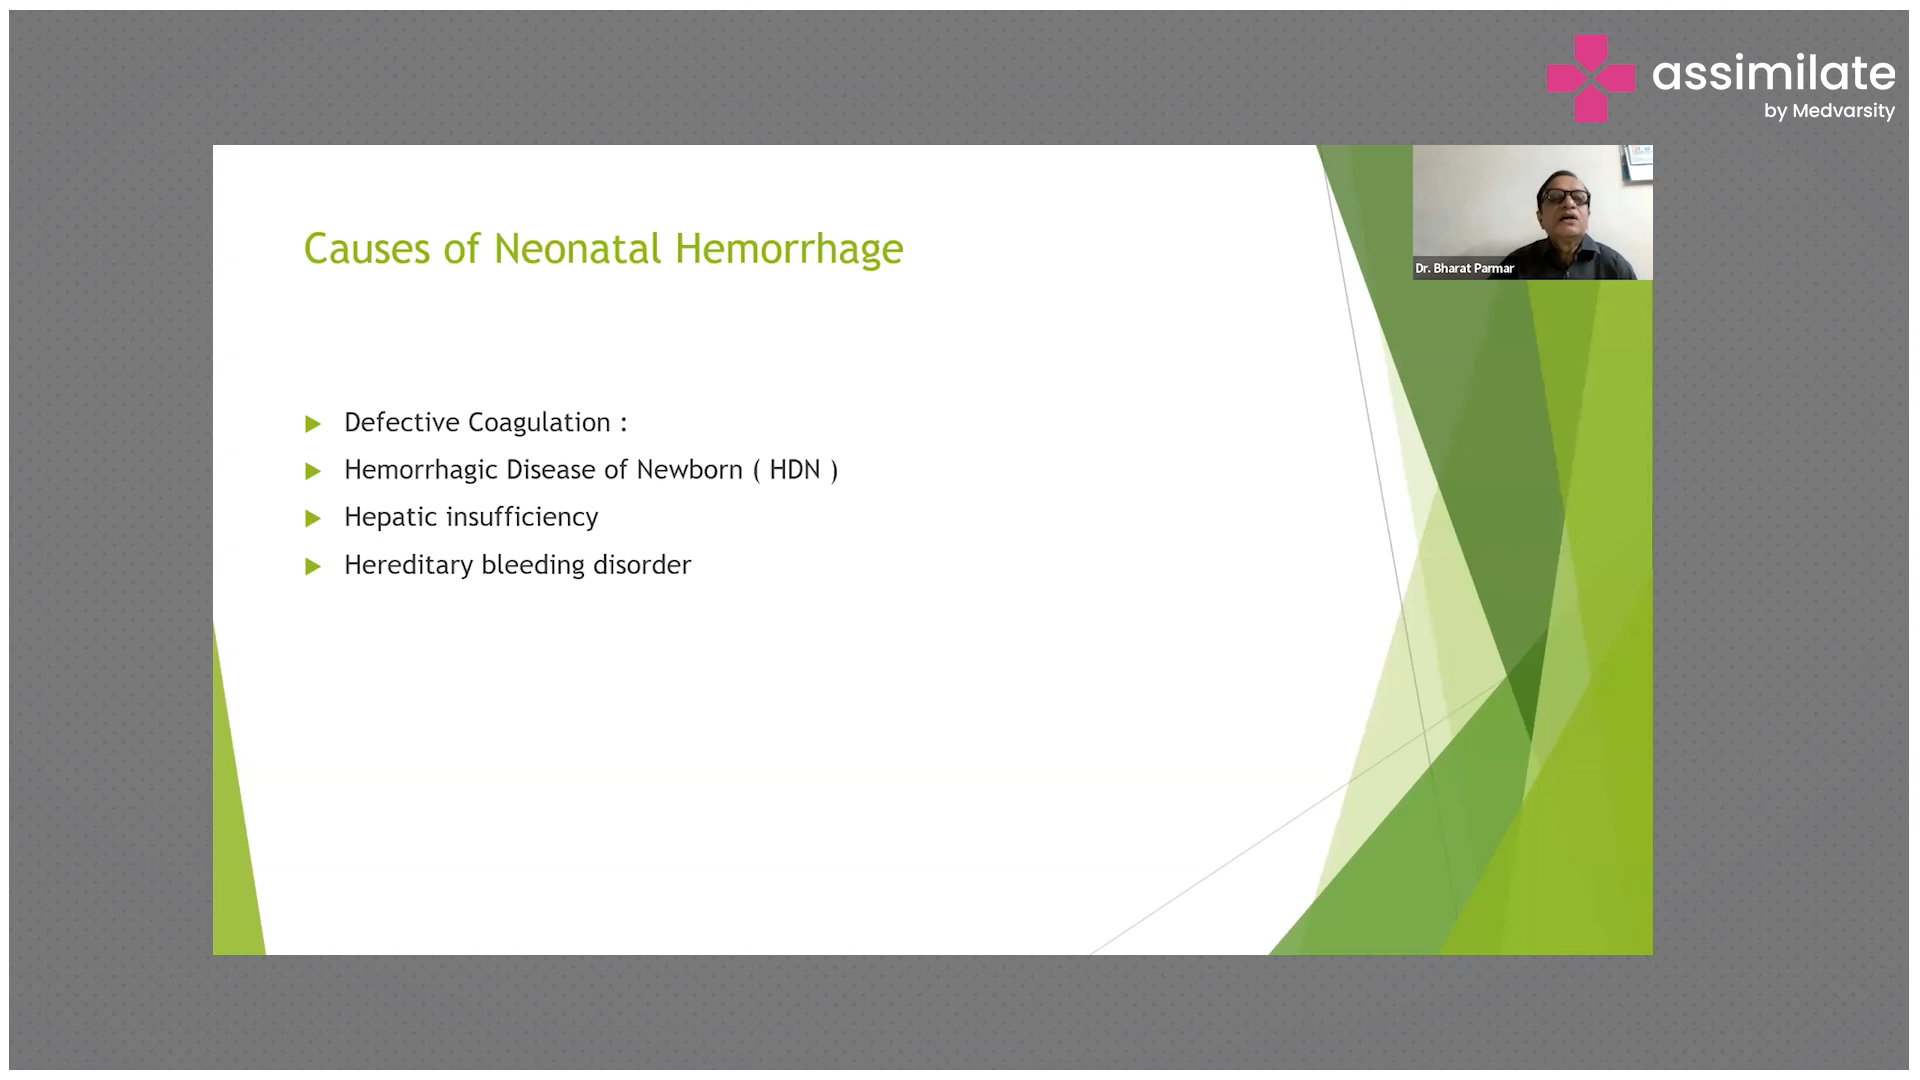 assimilate
by Medvarsity
Dr. Bharat Parmar
Causes of Neonatal Hemorrhage
Defective Coagulation :
Hemorrhagic Disease of Newborn ( HDN )
Hepatic insufficiency
Hereditary bleeding disorder